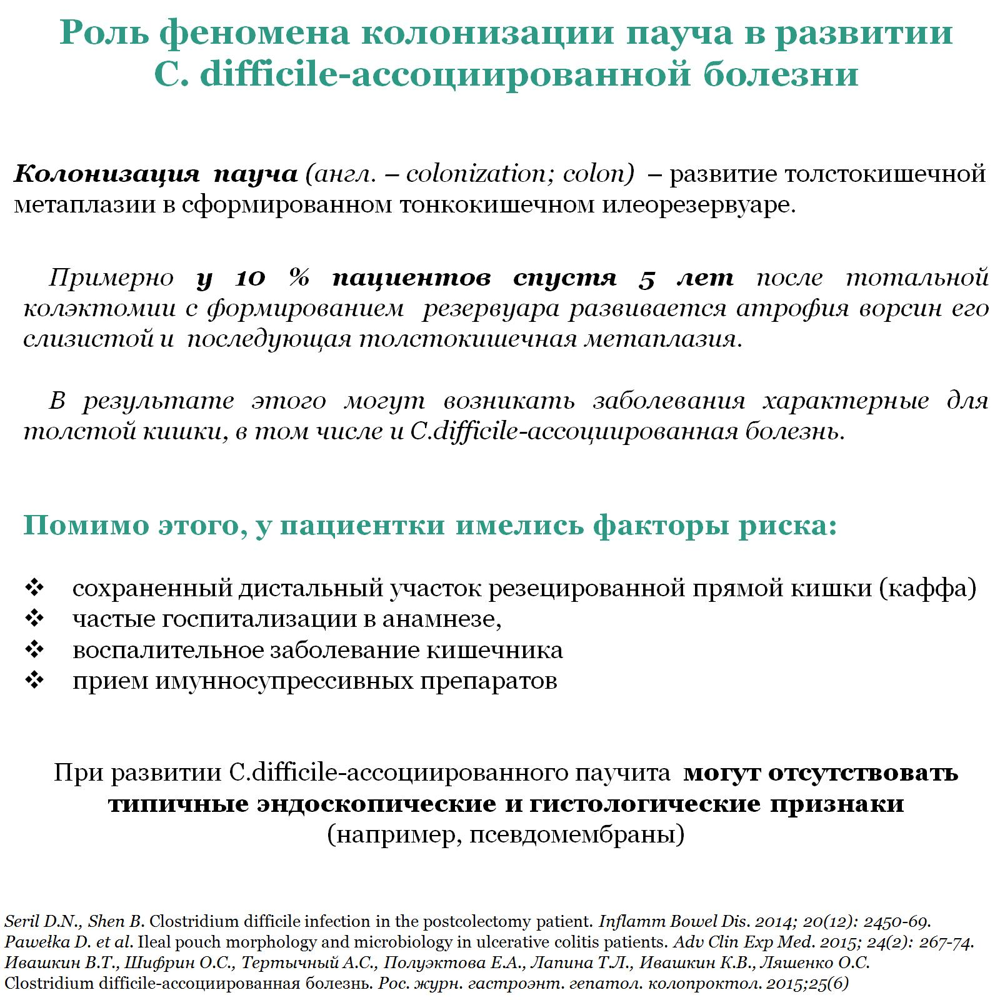 Роль феномена колонизации пауча в развитии
C. difficile-ассоциированной болезни
Колонизация пауча (англ. – colonization; colon) – развитие толстокишечной
метаплазии в сформированном тонкокишечном илеорезервуаре.
Примерно у 10 % пациентов спустя 5 лет после тотальной
колэктомии с формированием резервуара развивается атрофия ворсин его
слизистой и последующая толстокишечная метаплазия.
В результате этого могут возникать заболевания характерные для
толстой кишки, в том числе и C.difficile-ассоциированная болезнь.
Помимо этого, у пациентки имелись факторы риска:
❖ сохраненный дистальный участок резецированной прямой кишки (каффа)
❖ частые госпитализации в анамнезе,
❖ воспалительное заболевание кишечника
❖ прием имунносупрессивных препаратов
При развитии C.difficile-ассоциированного паучита могут отсутствовать
типичные эндоскопические и гистологические признаки
(например, псевдомембраны)
Seril D.N., Shen B. Clostridium difficile infection in the postcolectomy patient. Inflamm Bowel Dis. 2014; 20(12): 2450-69.
Pawełka D. et al. Ileal pouch morphology and microbiology in ulcerative colitis patients. Adv Clin Exp Med. 2015; 24(2): 267-74.
Ивашкин В.Т., Шифрин О.С., Тертычный А.С., Полуэктова Е.А., Лапина Т.Л., Ивашкин К.В., Ляшенко О.С.
Clostridium difficile-ассоциированная болезнь. Рос. журн. гастроэнт. гепатол. колопроктол. 2015;25(6)